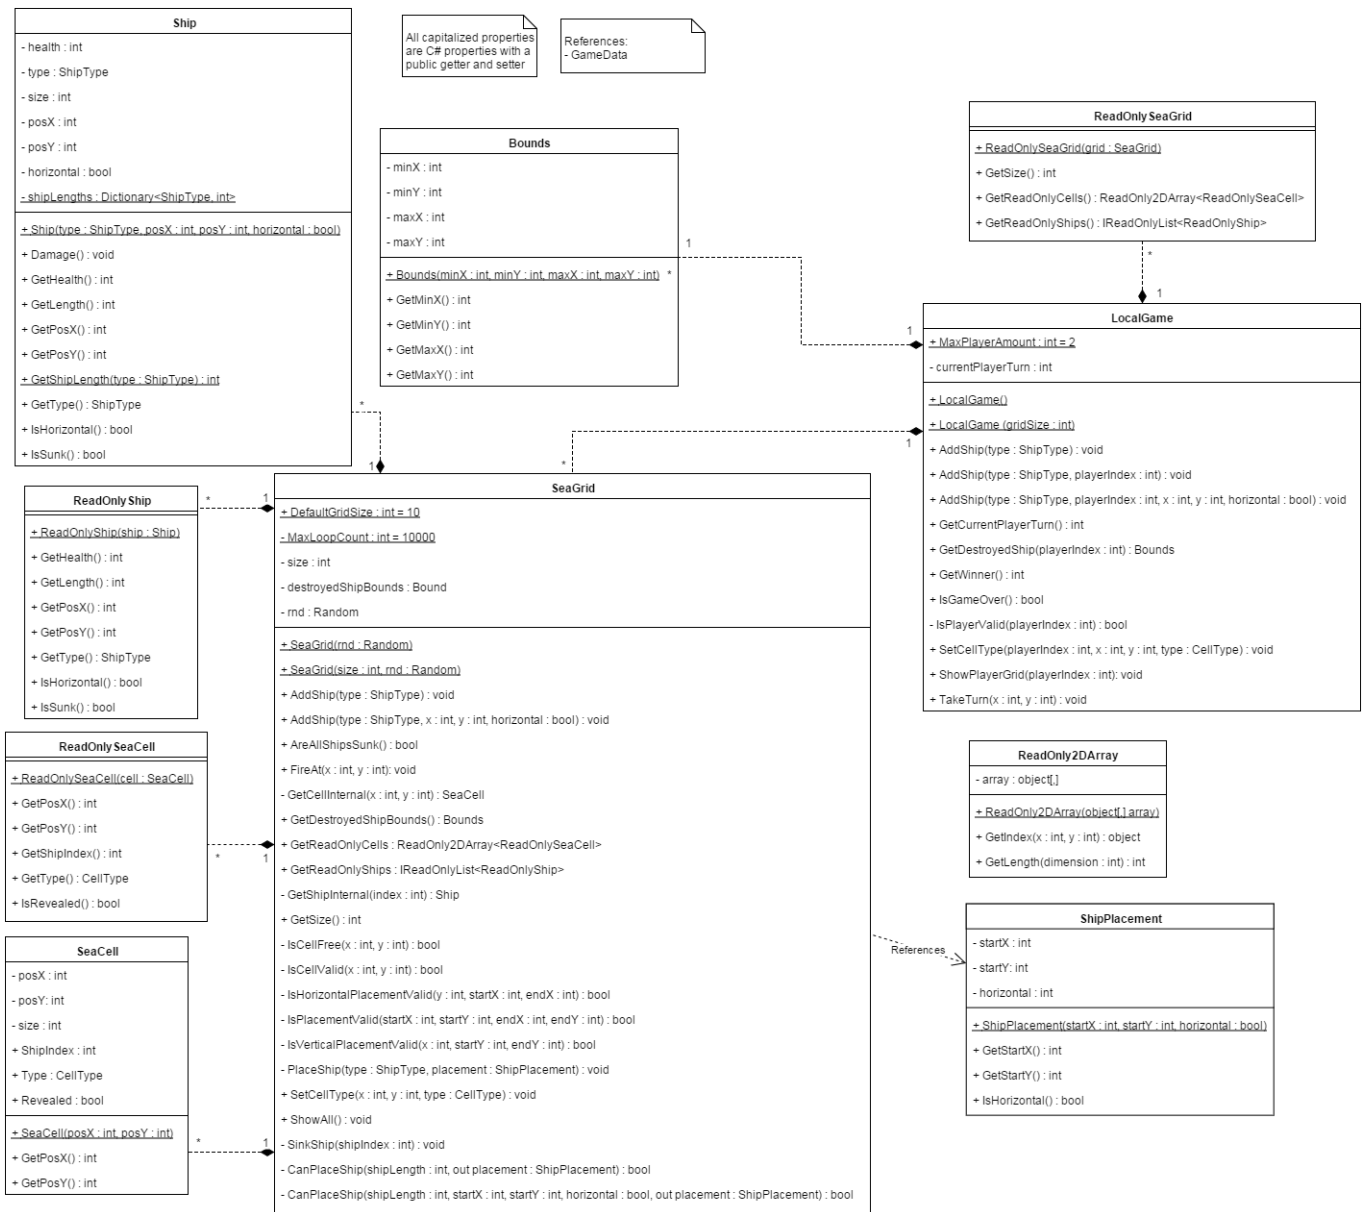 Ship
- health : int
- type : ShipType
- size : int
- posX : int
- posY : int
- horizontal : bool
- shipLengths : Dictionary<ShipType, int>
+ Ship(type : ShipType, posX : int, posY : int, horizontal : bool)
+ Damage() : void
+ GetHealth() : int
+ GetLength() : int
+ GetPosX() : int
+ GetPosY() : int
+ GetShipLength(type : ShipType) : int
+ GetType() : ShipType
+ IsHorizontal() : bool
+ IsSunk() : bool
All capitalized properties
are C# properties with a
public getter and setter
References:
- GameData
Bounds
- minX : int
- minY : int
- maxX : int
- maxY : int
+ Bounds(minX : int, minY : int, maxX : int, maxY : int)
+ GetMinX() : int
+ GetMinY() : int
+ GetMaxX() : int
+ GetMaxY() : int
1
*
1
ReadOnlySeaGrid
+ ReadOnlySeaGrid(grid : SeaGrid)
+ GetSize() : int
+ GetReadOnlyCells() : ReadOnly2DArray<ReadOnlySeaCell>
+ GetReadOnlyShips() : IReadOnlyList<ReadOnlyShip>
*
1
LocalGame
+ MaxPlayerAmount : int = 2
- currentPlayerTurn : int
+ LocalGame()
+ LocalGame (gridSize : int)
+ AddShip(type : ShipType) : void
+ AddShip(type : ShipType, playerIndex : int) : void
+ AddShip(type : ShipType, playerIndex : int, x : int, y : int, horizontal : bool) : void
+ GetCurrentPlayerTurn() : int
+ GetDestroyedShip(playerIndex : int) : Bounds
+ GetWinner() : int
+ IsGameOver() : bool
- IsPlayerValid(playerIndex : int) : bool
+ SetCellType(playerIndex : int, x : int, y : int, type : CellType) : void
+ ShowPlayerGrid(playerIndex : int): void
+ TakeTurn(x : int, y : int) : void
*
1
1
*
ReadOnlyShip
+ ReadOnlyShip(ship : Ship)
+ GetHealth() : int
+ GetLength() : int
+ GetPosX() : int
+ GetPosY() : int
+ GetType() : ShipType
+ IsHorizontal() : bool
+ IsSunk() : bool
*
1
SeaGrid
+ DefaultGridSize : int = 10
- MaxLoopCount : int = 10000
- size : int
- destroyedShipBounds : Bound
- rnd : Random
+ SeaGrid(rnd : Random)
+ SeaGrid(size : int, rnd : Random)
+ AddShip(type : ShipType) : void
+ AddShip(type : ShipType, x : int, y : int, horizontal : bool) : void
+ AreAllShipsSunk() : bool
+ FireAt(x : int, y : int): void
- GetCellInternal(x : int, y : int) : SeaCell
+ GetDestroyedShipBounds() : Bounds
+ GetReadOnlyCells : ReadOnly2DArray<ReadOnlySeaCell>
+ GetReadOnlyShips : IReadOnlyList<ReadOnlyShip>
- GetShipInternal(index : int) : Ship
+ GetSize() : int
- IsCellFree(x : int, y : int) : bool
- IsCellValid(x : int, y : int) : bool
- IsHorizontalPlacementValid(y : int, startX : int, endX : int) : bool
- IsPlacementValid(startX : int, startY : int, endX : int, endY : int) : bool
- IsVerticalPlacementValid(x : int, startY : int, endY : int) : bool
- PlaceShip(type : ShipType, placement : ShipPlacement) : void
+ SetCellType(x : int, y : int, type : CellType) : void
+ ShowAll() : void
- SinkShip(shipIndex : int) : void
- CanPlaceShip(shipLength : int, out placement : ShipPlacement) : bool
- CanPlaceShip(shipLength : int, startX : int, startY : int, horizontal : bool, out placement : ShipPlacement) : bool
ReadOnlySeaCell
+ ReadOnlySeaCell(cell : SeaCell)
+ GetPosX() : int
+ GetPosY() : int
+ GetShipIndex() : int
+ GetType() : CellType
+ IsRevealed() : bool
*
1
SeaCell
- posX : int
- posY: int
- size : int
+ ShipIndex : int
+ Type : CellType
+ Revealed : bool
+ SeaCell(posX : int, posY : int)
+ GetPosX() : int
+ GetPosY() : int
*
1
ReadOnly2DArray
- array : object[,]
+ ReadOnly2DArray(object[,] array)
+ GetIndex(x : int, y : int) : object
+ GetLength(dimension : int) : int
References
ShipPlacement
- startX : int
- startY: int
- horizontal : int
+ ShipPlacement(startX : int, startY : int, horizontal : bool)
+ GetStartX() : int
+ GetStartY() : int
+ IsHorizontal() : bool